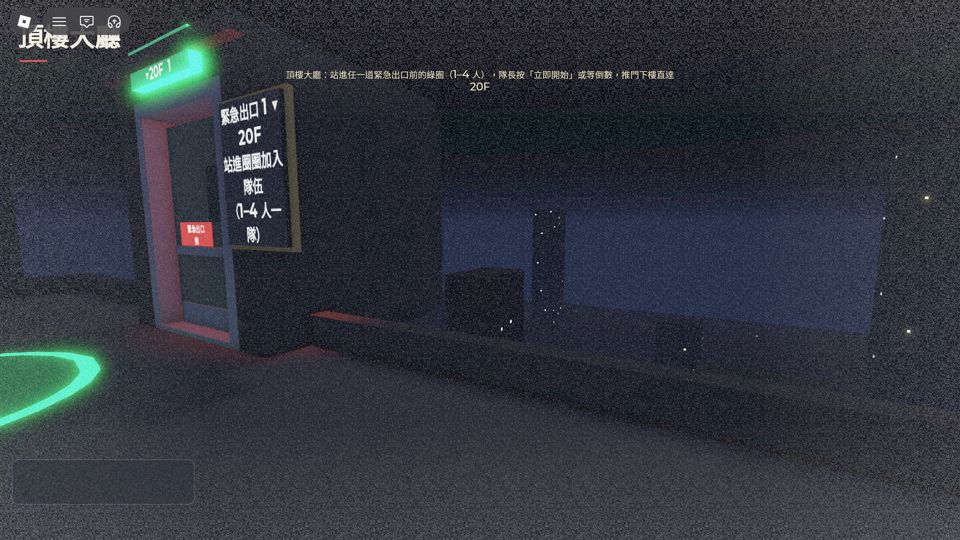 頂樓大廳
▾20F 1
頂樓大廳：站進任一道緊急出口前的綠圈（1–4 人），隊長按「立即開始」或等倒數，推門下樓直達
20F
緊急出口 1 ▾
20F
站進圈圈加入
隊伍
（1–4 人一
隊）
緊急出口